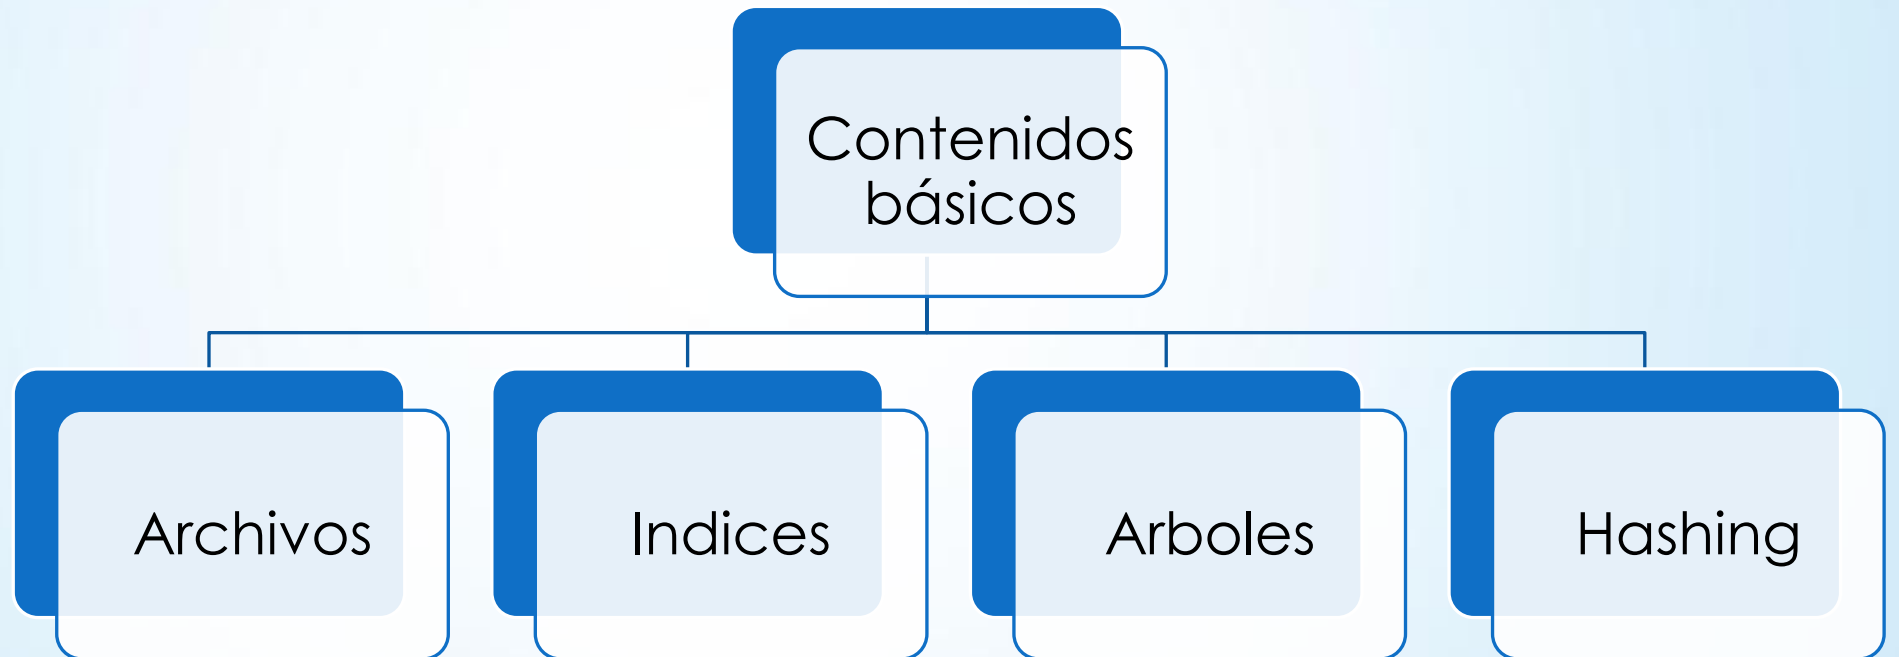 Contenidos
básicos
Archivos
Indices
Arboles
Hashing